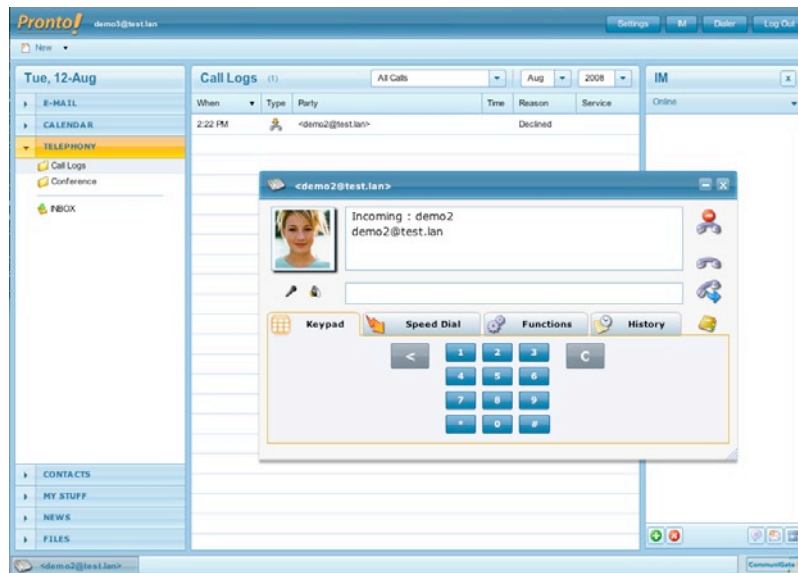 Pronto! demo3@test.lan Settings IM Dialer Log Out
New
Tue, 12-Aug
E-MAIL
CALENDAR
TELEPHONY
Call Logs
Conference
INBOX
CONTACTS
MY STUFF
NEWS
FILES
Call Logs (1) All Calls Aug 2008
When Type Party Time Reason Service
2:22 PM <demo2@test.lan> Declined
IM x
Online
<demo2@test.lan>
Incoming : demo2
demo2@test.lan
Keypad Speed Dial Functions History
< 1 2 3 C
4 5 6
7 8 9
* 0 #
<demo2@test.lan> CommuniGate